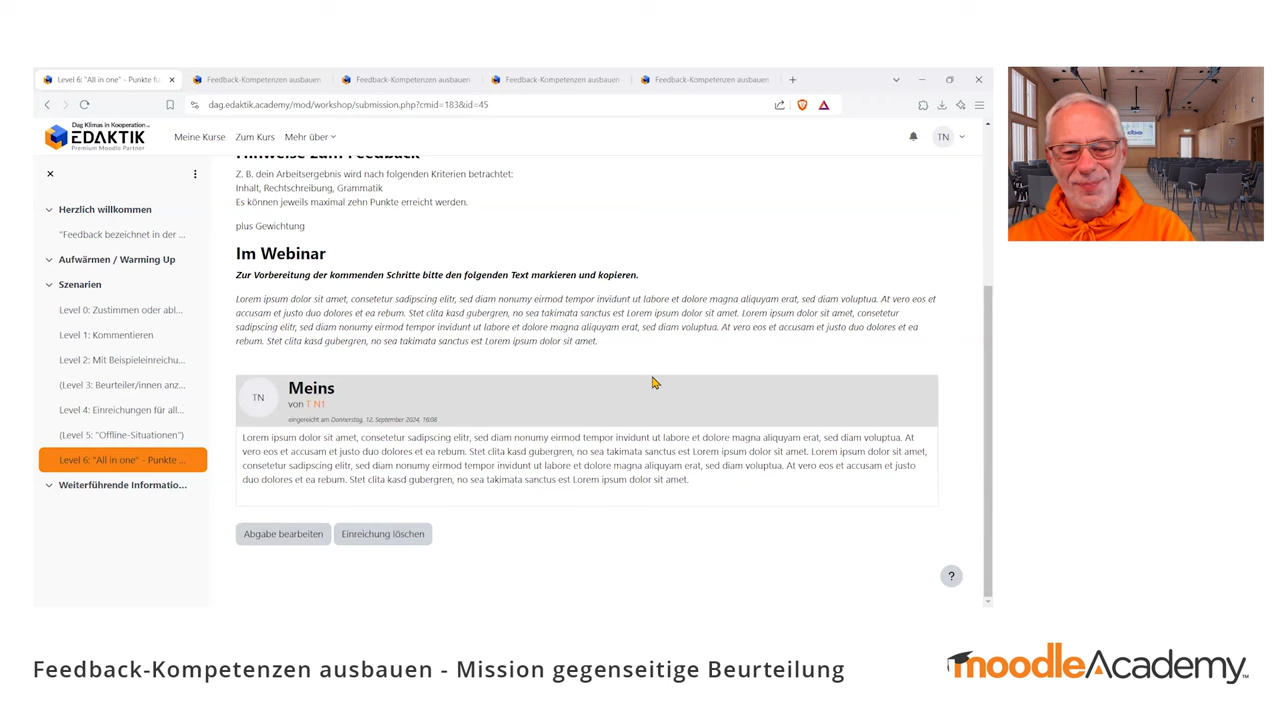 Level 6: "All in one" - Punkte fü
Feedback-Kompetenzen ausbauen
Feedback-Kompetenzen ausbauen
Feedback-Kompetenzen ausbauen
Feedback-Kompetenzen ausbauen
dag.edaktik.academy/mod/workshop/submission.php?cmid=183&id=45
Dag Klimas in Kooperation
EDAKTIK
Premium Moodle Partner
Meine Kurse
Zum Kurs
Mehr über
TN
Herzlich willkommen
"Feedback bezeichnet in der ...
Aufwärmen / Warming Up
Szenarien
Level 0: Zustimmen oder abl...
Level 1: Kommentieren
Level 2: Mit Beispieleinreichu...
(Level 3: Beurteiler/innen anz...
Level 4: Einreichungen für all...
(Level 5: "Offline-Situationen")
Level 6: "All in one" - Punkte ...
Weiterführende Informatio...
Hinweise zum Feedback
Z. B. dein Arbeitsergebnis wird nach folgenden Kriterien betrachtet:
Inhalt, Rechtschreibung, Grammatik
Es können jeweils maximal zehn Punkte erreicht werden.
plus Gewichtung
Im Webinar
Zur Vorbereitung der kommenden Schritte bitte den folgenden Text markieren und kopieren.
Lorem ipsum dolor sit amet, consetetur sadipscing elitr, sed diam nonumy eirmod tempor invidunt ut labore et dolore magna aliquyam erat, sed diam voluptua. At vero eos et
accusam et justo duo dolores et ea rebum. Stet clita kasd gubergren, no sea takimata sanctus est Lorem ipsum dolor sit amet. Lorem ipsum dolor sit amet, consetetur
sadipscing elitr, sed diam nonumy eirmod tempor invidunt ut labore et dolore magna aliquyam erat, sed diam voluptua. At vero eos et accusam et justo duo dolores et ea
rebum. Stet clita kasd gubergren, no sea takimata sanctus est Lorem ipsum dolor sit amet.
TN
Meins
von T N1
eingereicht am Donnerstag, 12. September 2024, 16:08
Lorem ipsum dolor sit amet, consetetur sadipscing elitr, sed diam nonumy eirmod tempor invidunt ut labore et dolore magna aliquyam erat, sed diam voluptua. At
vero eos et accusam et justo duo dolores et ea rebum. Stet clita kasd gubergren, no sea takimata sanctus est Lorem ipsum dolor sit amet. Lorem ipsum dolor sit amet,
consetetur sadipscing elitr, sed diam nonumy eirmod tempor invidunt ut labore et dolore magna aliquyam erat, sed diam voluptua. At vero eos et accusam et justo
duo dolores et ea rebum. Stet clita kasd gubergren, no sea takimata sanctus est Lorem ipsum dolor sit amet.
Abgabe bearbeiten
Einreichung löschen
?
Feedback-Kompetenzen ausbauen - Mission gegenseitige Beurteilung
moodleAcademy™